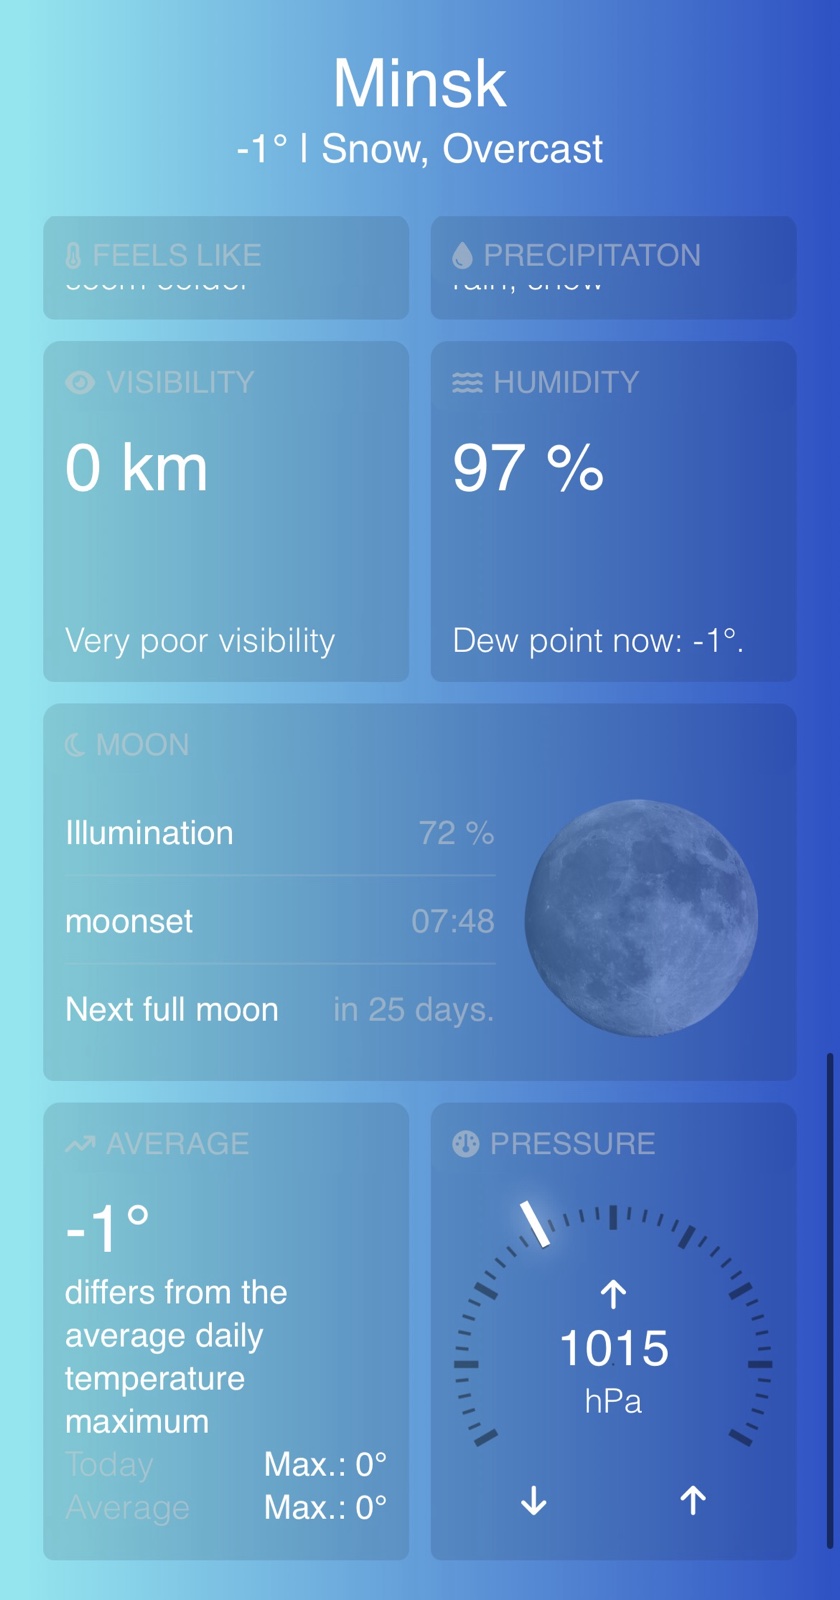 Minsk
-1° | Snow, Overcast
FEELS LIKE
PRECIPITATON
VISIBILITY
0 km
Very poor visibility
HUMIDITY
97 %
Dew point now: -1°.
MOON
Illumination 72 %
moonset 07:48
Next full moon in 25 days.
AVERAGE
-1°
differs from the
average daily
temperature
maximum
Today Max.: 0°
Average Max.: 0°
PRESSURE
1015
hPa